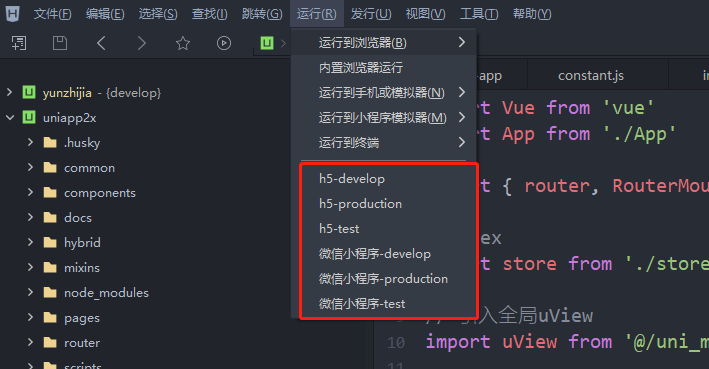 H 文件(F) 编辑(E) 选择(S) 查找(I) 跳转(G) 运行(R) 发行(U) 视图(V) 工具(T) 帮助(Y)
运行到浏览器(B)
内置浏览器运行
-app constant.js
yunzhijia - {develop}
运行到手机或模拟器(N)
ort Vue from 'vue'
uniapp2x
运行到小程序模拟器(M)
ort App from './App'
.husky
运行到终端
common
h5-develop
ort { router, RouterMou
components
h5-production
docs
h5-test
ex
hybrid
微信小程序-develop
ort store from './store
mixins
微信小程序-production
node_modules
微信小程序-test
pages
引入全局uView
router
10 import uView from '@/uni_m
scripts